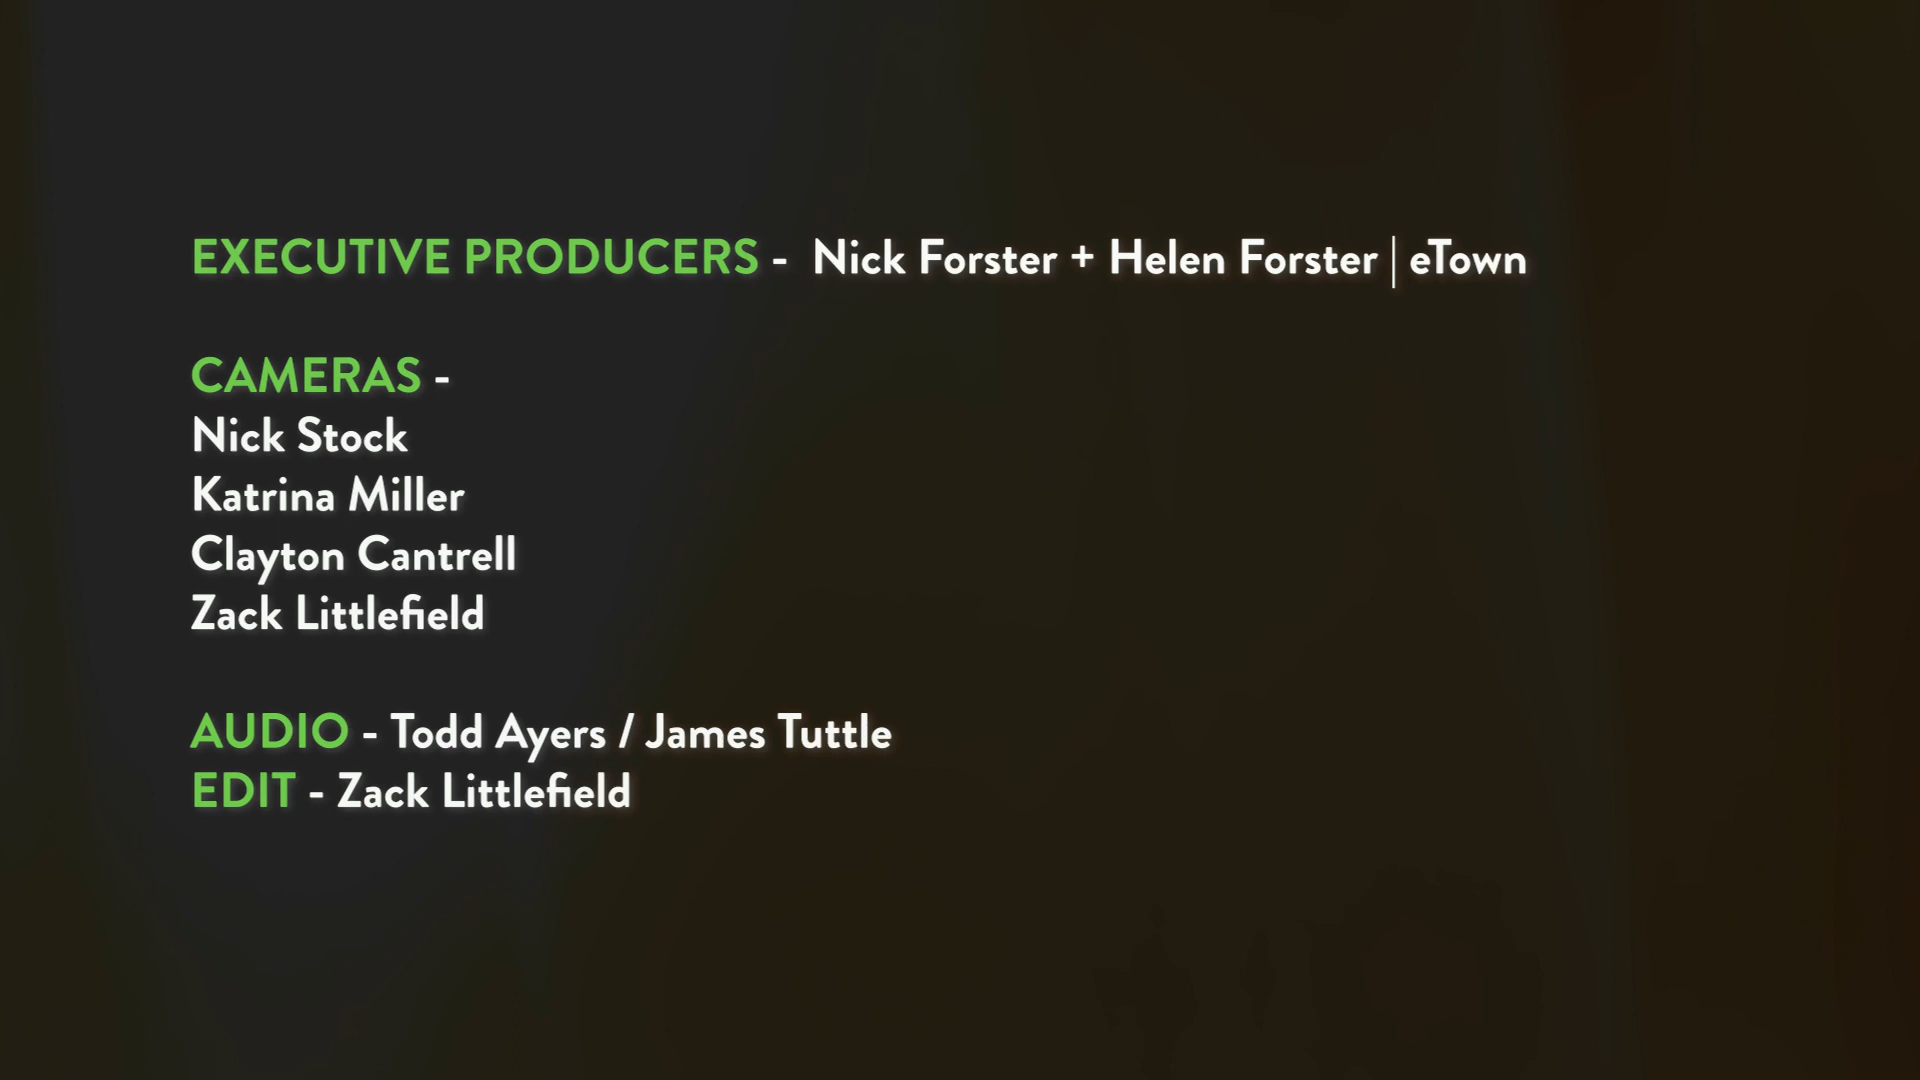 EXECUTIVE PRODUCERS - Nick Forster + Helen Forster | eTown
CAMERAS -
Nick Stock
Katrina Miller
Clayton Cantrell
Zack Littlefield
AUDIO - Todd Ayers / James Tuttle
EDIT - Zack Littlefield